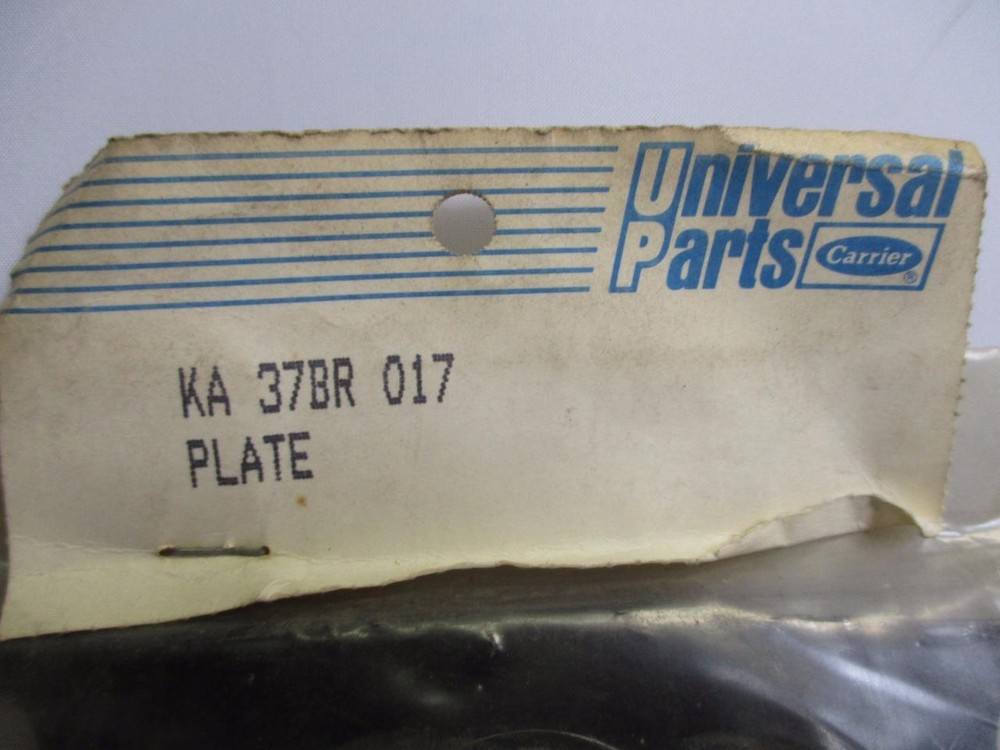 Universal
Parts
Carrier ®
KA 37BR 017
PLATE